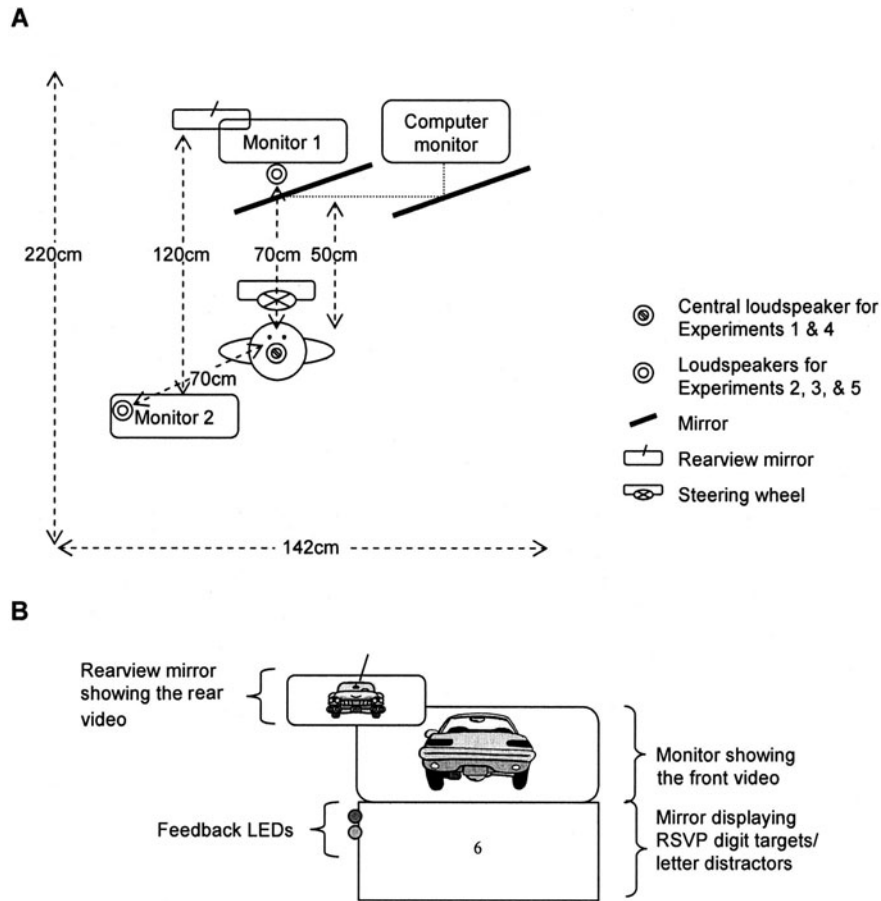 A
Monitor 1
Computer
monitor
220cm
120cm
70cm
50cm
70cm
Monitor 2
142cm
Central loudspeaker for
Experiments 1 & 4
Loudspeakers for
Experiments 2, 3, & 5
Mirror
Rearview mirror
Steering wheel
B
Rearview mirror
showing the rear
video
Monitor showing
the front video
Feedback LEDs
6
Mirror displaying
RSVP digit targets/
letter distractors